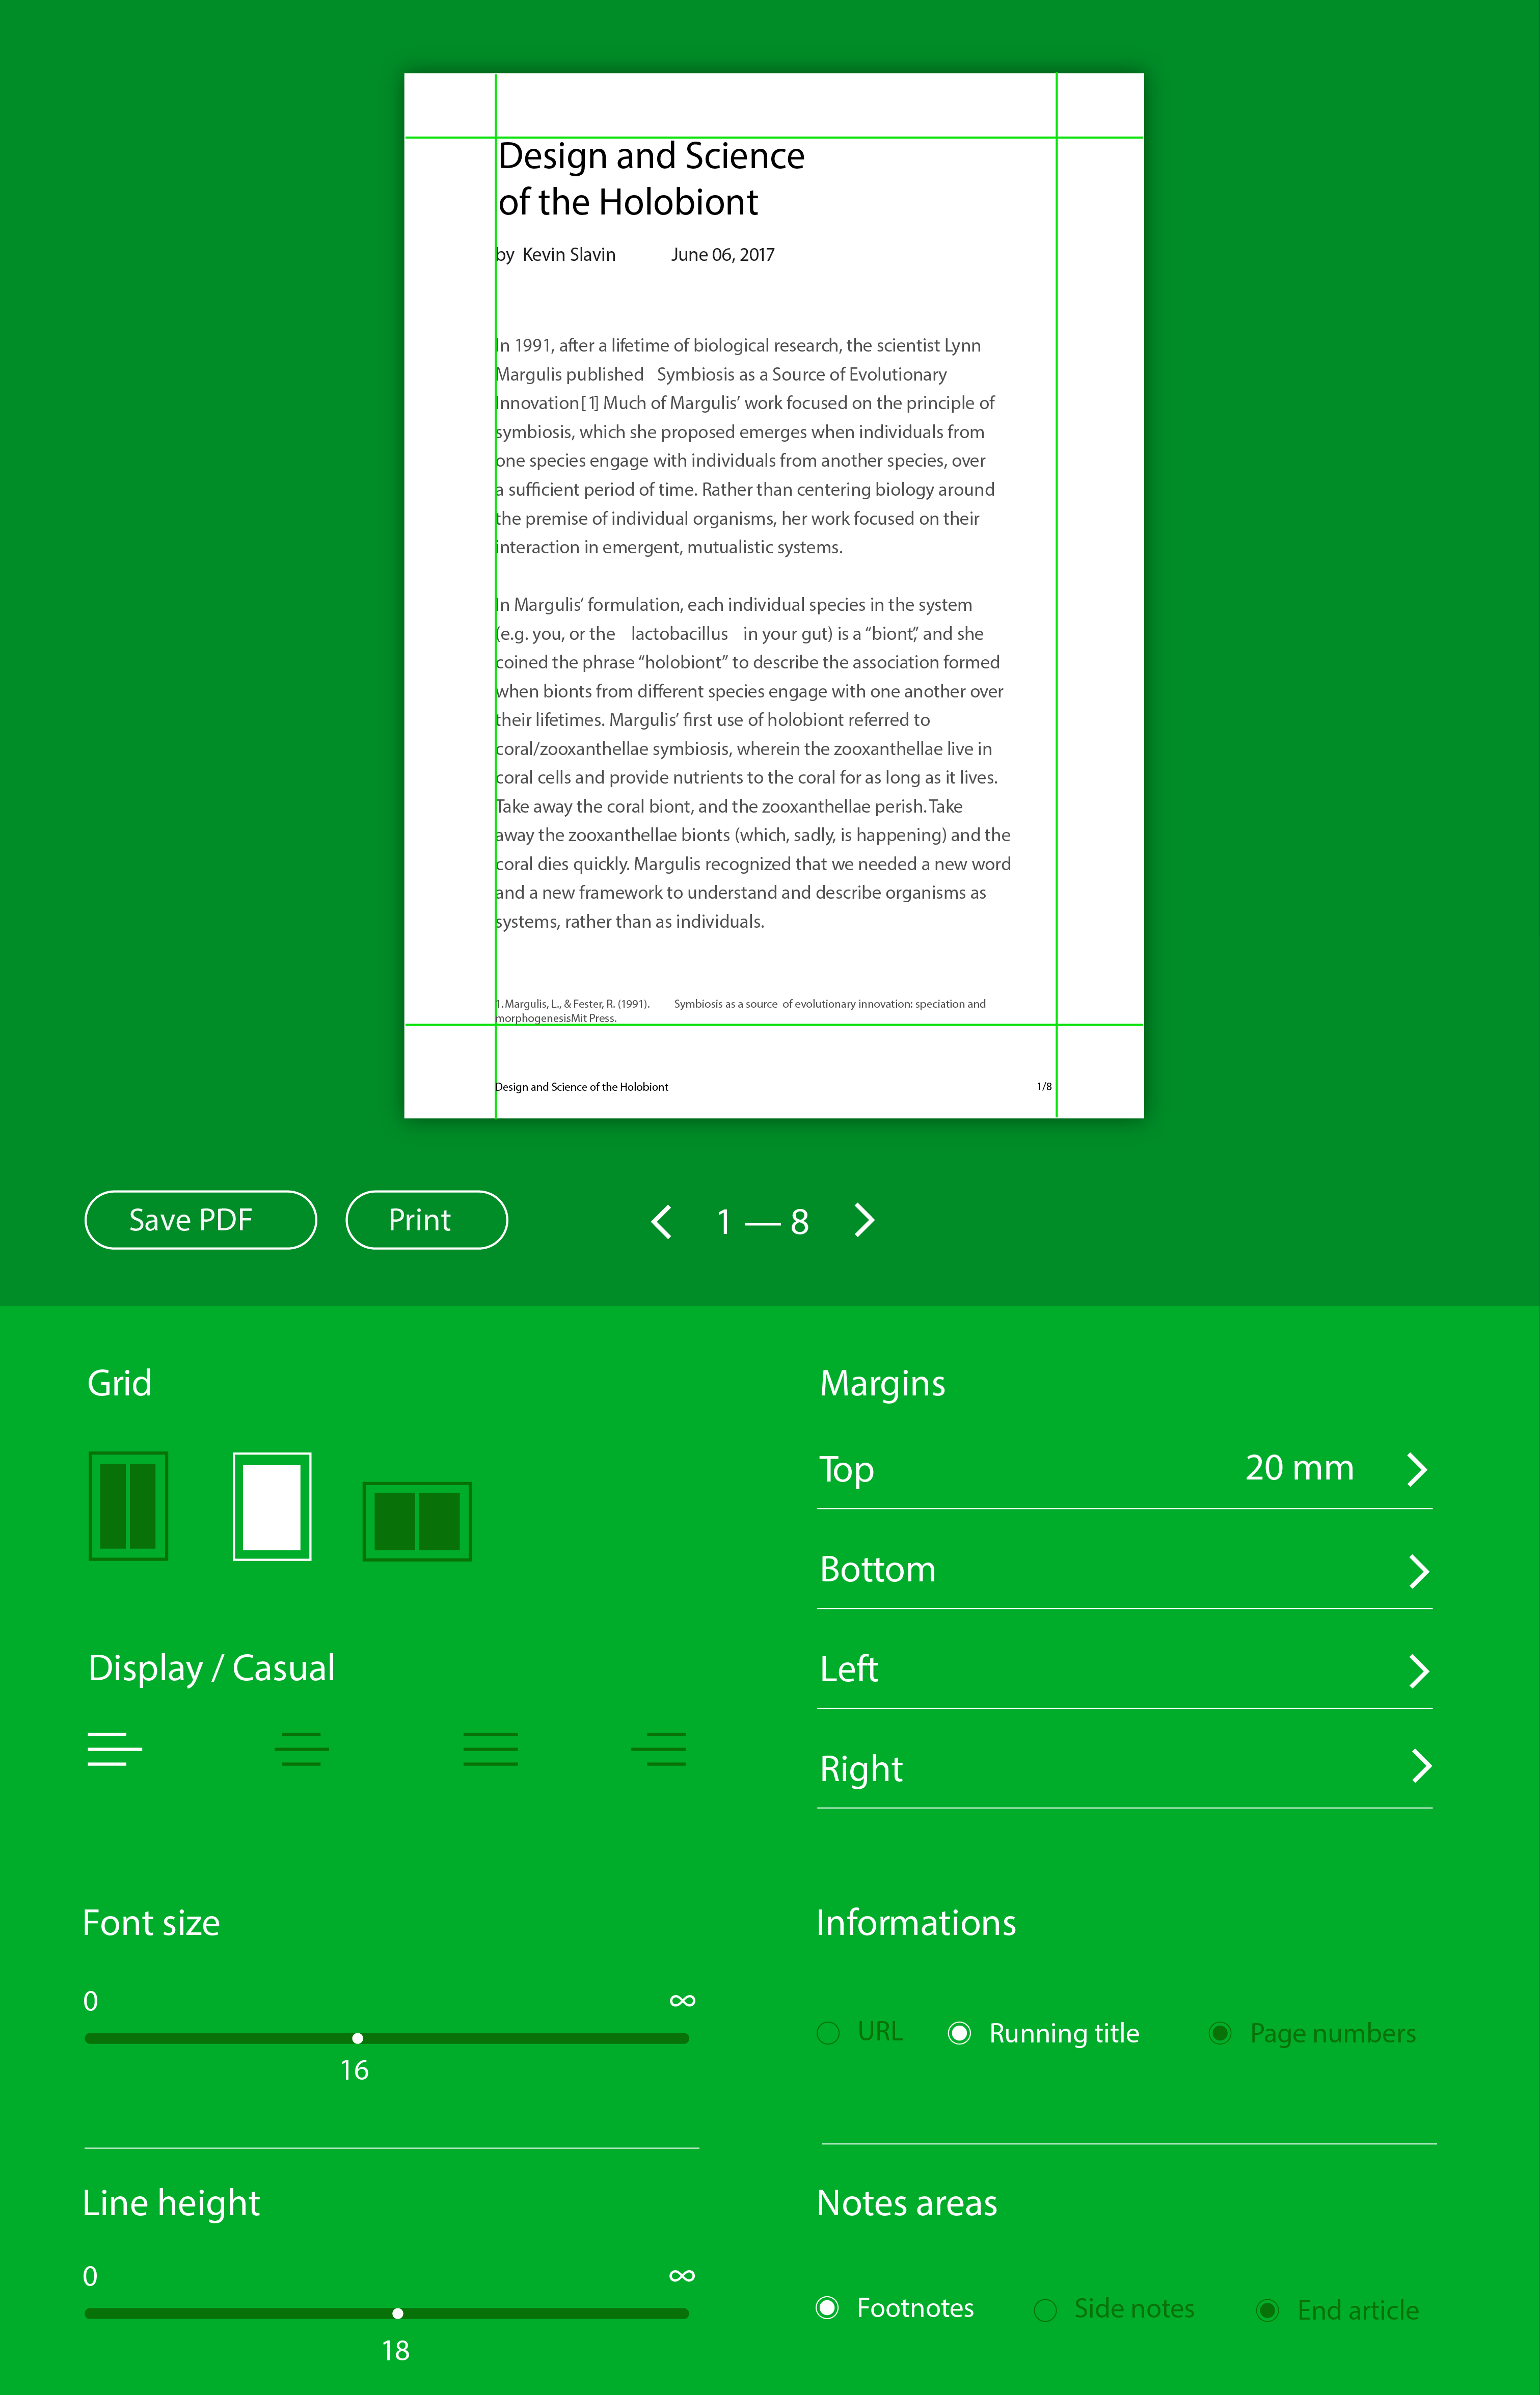 Design and Science
of the Holobiont
by Kevin Slavin June 06, 2017
In 1991, after a lifetime of biological research, the scientist Lynn
Margulis published Symbiosis as a Source of Evolutionary
Innovation[1] Much of Margulis’ work focused on the principle of
symbiosis, which she proposed emerges when individuals from
one species engage with individuals from another species, over
a sufficient period of time. Rather than centering biology around
the premise of individual organisms, her work focused on their
interaction in emergent, mutualistic systems.
In Margulis’ formulation, each individual species in the system
(e.g. you, or the lactobacillus in your gut) is a “biont”, and she
coined the phrase “holobiont” to describe the association formed
when bionts from different species engage with one another over
their lifetimes. Margulis’ first use of holobiont referred to
coral/zooxanthellae symbiosis, wherein the zooxanthellae live in
coral cells and provide nutrients to the coral for as long as it lives.
Take away the coral biont, and the zooxanthellae perish. Take
away the zooxanthellae bionts (which, sadly, is happening) and the
coral dies quickly. Margulis recognized that we needed a new word
and a new framework to understand and describe organisms as
systems, rather than as individuals.
1. Margulis, L., & Fester, R. (1991). Symbiosis as a source of evolutionary innovation: speciation and
morphogenesisMit Press.
Design and Science of the Holobiont 1/8
Save PDF Print 1 — 8
Grid
Display / Casual
Margins
Top 20 mm
Bottom
Left
Right
Font size
0 ∞
16
Informations
URL Running title Page numbers
Line height
0 ∞
18
Notes areas
Footnotes Side notes End article